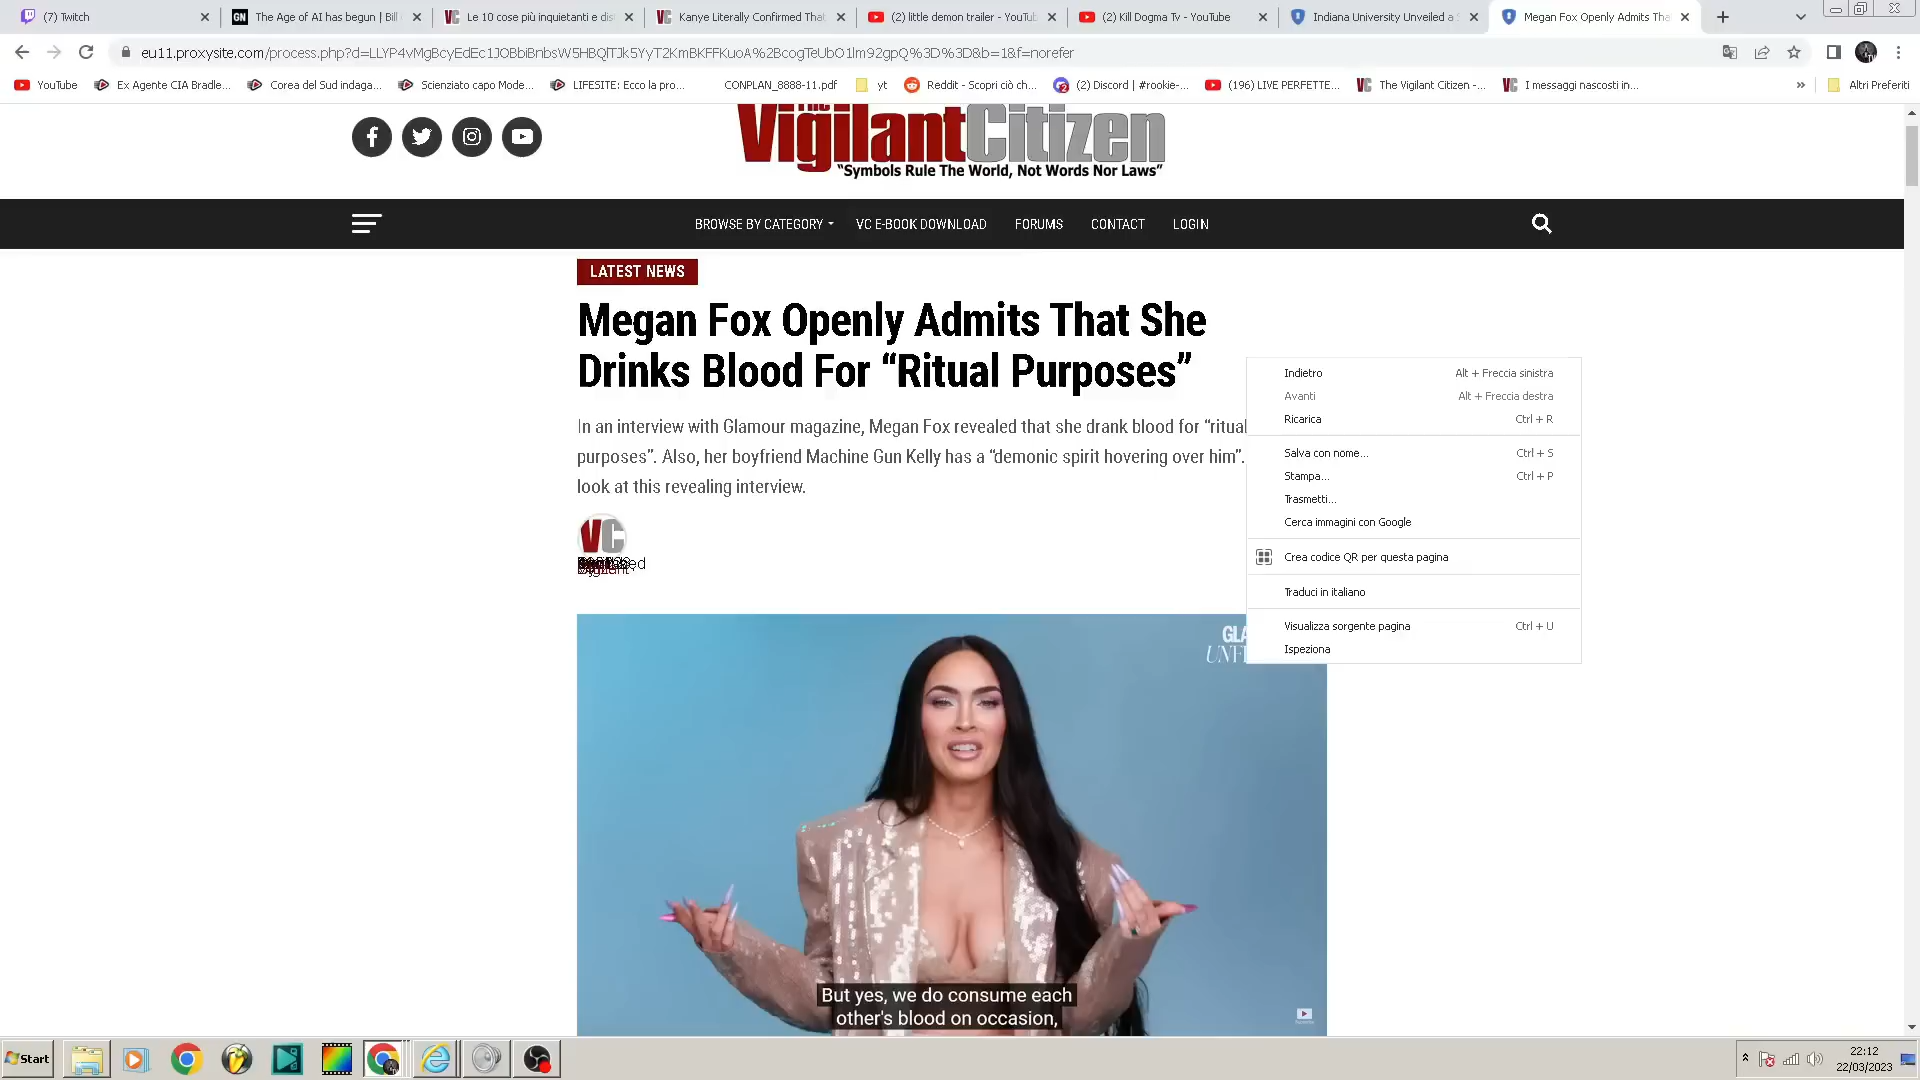 (7) Twitch
The Age of AI has begun | Bill
Le 10 cose più inquietanti e dis
Kanye Literally Confirmed That
(2) little demon trailer - YouTub
(2) Kill Dogma Tv - YouTube
Indiana University Unveiled a
Megan Fox Openly Admits Tha
eu11.proxysite.com/process.php?d=LLYP4vMgBcyEdEc1JOBbiBnbsW5HBQlTJk5YyT2KmBKFFKuoA%2BcogTeUbO1lm92gpQ%3D%3D&b=1&f=norefer
YouTube
Ex Agente CIA Bradle...
Corea del Sud indaga...
Scienziato capo Mode...
LIFESITE: Ecco la pro...
CONPLAN_8888-11.pdf
yt
Reddit - Scopri ciò ch...
(2) Discord | #rookie-...
(196) LIVE PERFETTE...
The Vigilant Citizen -...
I messaggi nascosti in...
»
Altri Preferiti
The
VigilantCitizen
“Symbols Rule The World, Not Words Nor Laws”
BROWSE BY CATEGORY
VC E-BOOK DOWNLOAD
FORUMS
CONTACT
LOGIN
LATEST NEWS
Megan Fox Openly Admits That She
Drinks Blood For “Ritual Purposes”
In an interview with Glamour magazine, Megan Fox revealed that she drank blood for “ritual
purposes”. Also, her boyfriend Machine Gun Kelly has a “demonic spirit hovering over him”.
look at this revealing interview.
VC
Indietro Alt + Freccia sinistra
Avanti Alt + Freccia destra
Ricarica Ctrl + R
Salva con nome... Ctrl + S
Stampa... Ctrl + P
Trasmetti...
Cerca immagini con Google
Crea codice QR per questa pagina
Traduci in italiano
Visualizza sorgente pagina Ctrl + U
Ispeziona
GLA
UNFI
But yes, we do consume each
other's blood on occasion,
Start
22:12
22/03/2023